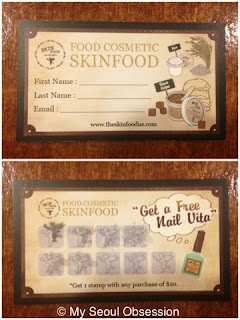 FOOD COSMETIC
SKINFOOD
First Name :
Last Name :
Email :
www.theskinfoodus.com
FOOD COSMETIC
SKINFOOD
"Get a Free
Nail Vita"
*Get 1 stamp with any purchase of $10.
© My Seoul Obsession